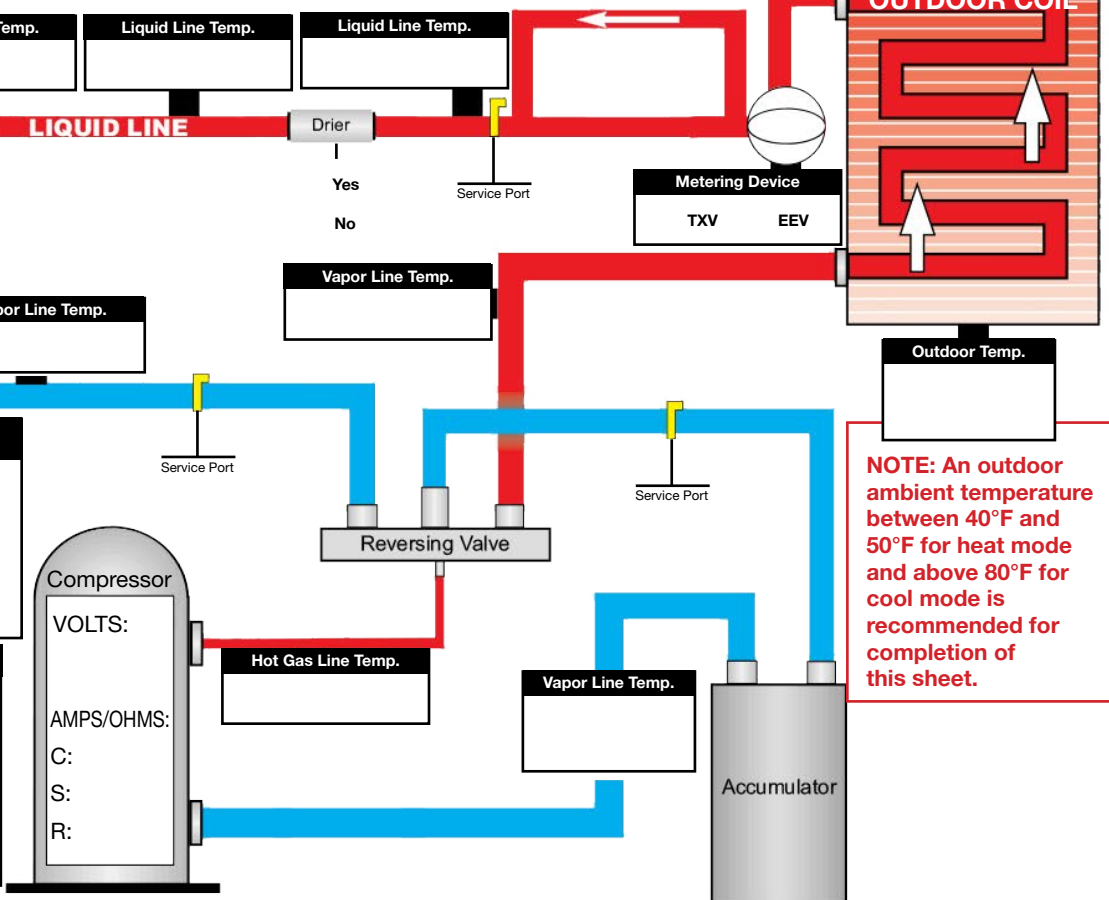 OUTDOOR COIL
Temp.
Liquid Line Temp.
Liquid Line Temp.
LIQUID LINE
Drier
Yes
No
Service Port
Metering Device
TXV EEV
Vapor Line Temp.
por Line Temp.
Outdoor Temp.
Service Port
Service Port
NOTE: An outdoor
ambient temperature
between 40°F and
50°F for heat mode
and above 80°F for
cool mode is
recommended for
completion of
this sheet.
Reversing Valve
Compressor
VOLTS:
AMPS/OHMS:
C:
S:
R:
Hot Gas Line Temp.
Vapor Line Temp.
Accumulator